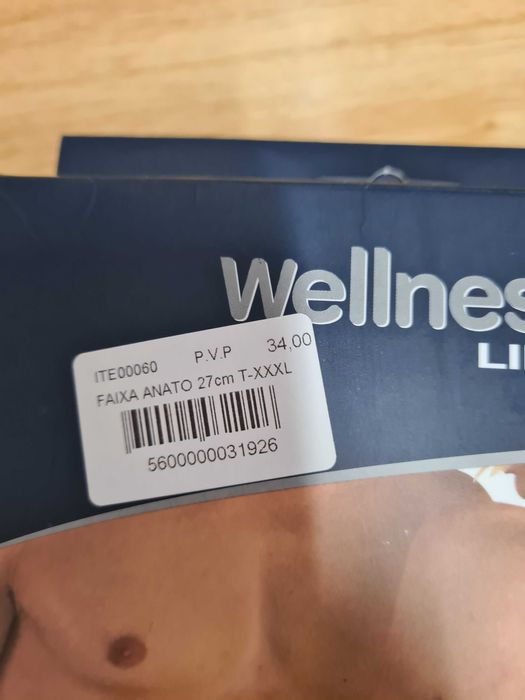 Wellnes
LI
ITE00060 P.V.P 34,00
FAIXA ANATO 27cm T-XXXL
5600000031926